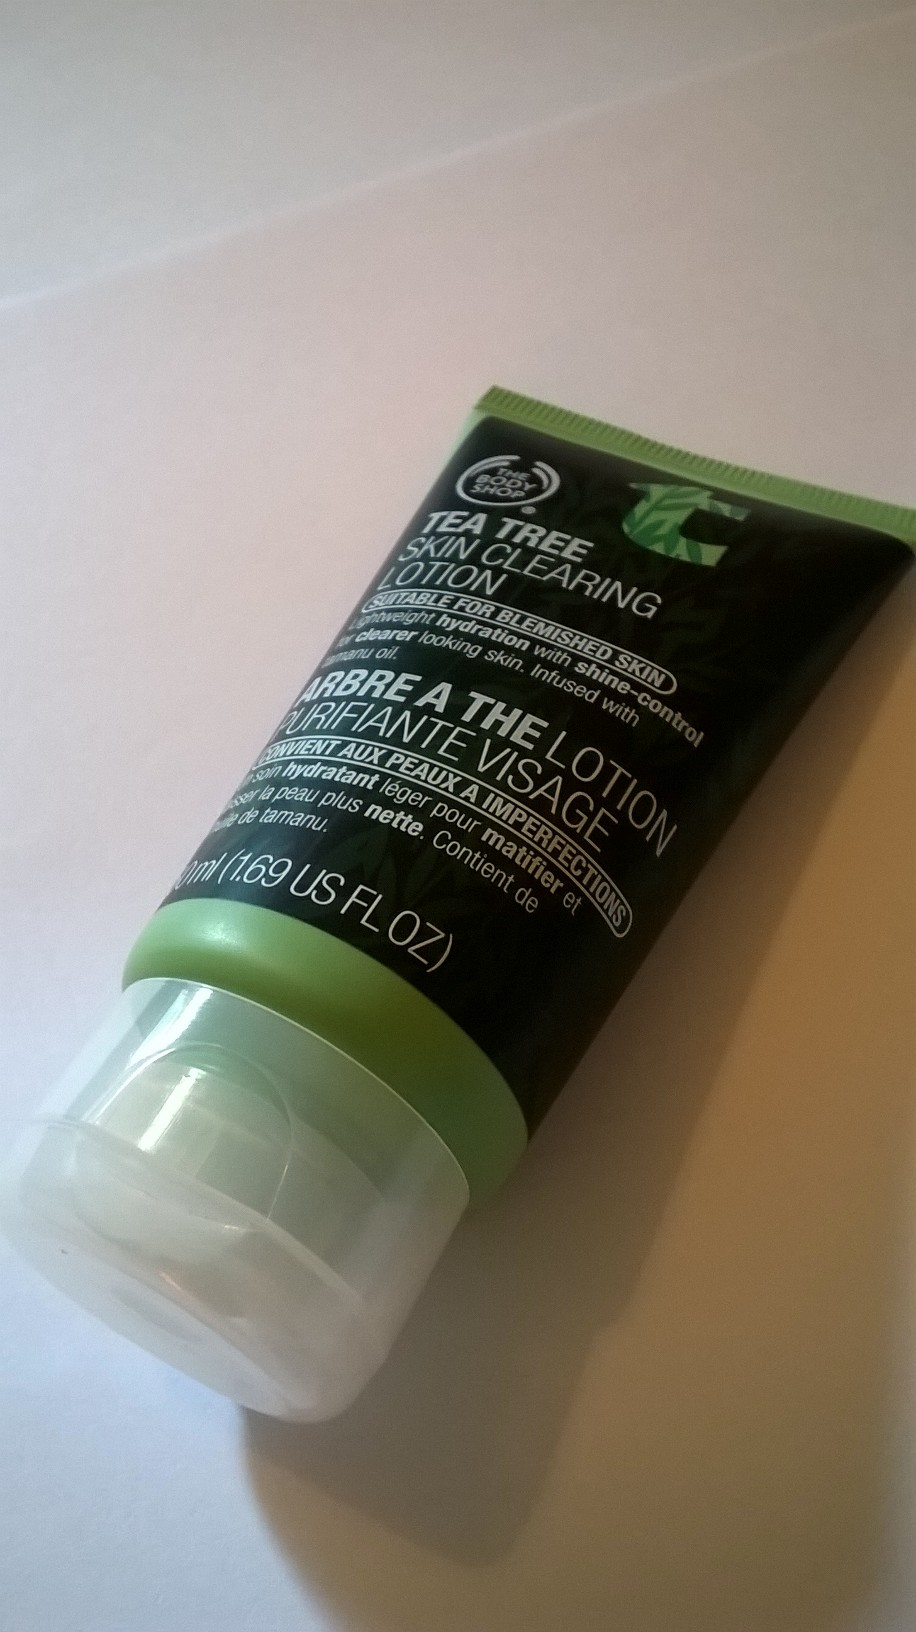 THE
BODY
SHOP®
TEA TREE
SKIN CLEARING
LOTION
SUITABLE FOR BLEMISHED SKIN
Lightweight hydration with shine-control
for clearer looking skin. Infused with
tamanu oil.
ARBRE A THE LOTION
PURIFIANTE VISAGE
CONVIENT AUX PEAUX A IMPERFECTIONS
soin hydratant léger pour matifier et
la peau plus nette. Contient de
de tamanu.
ml (1.69 US FL OZ)